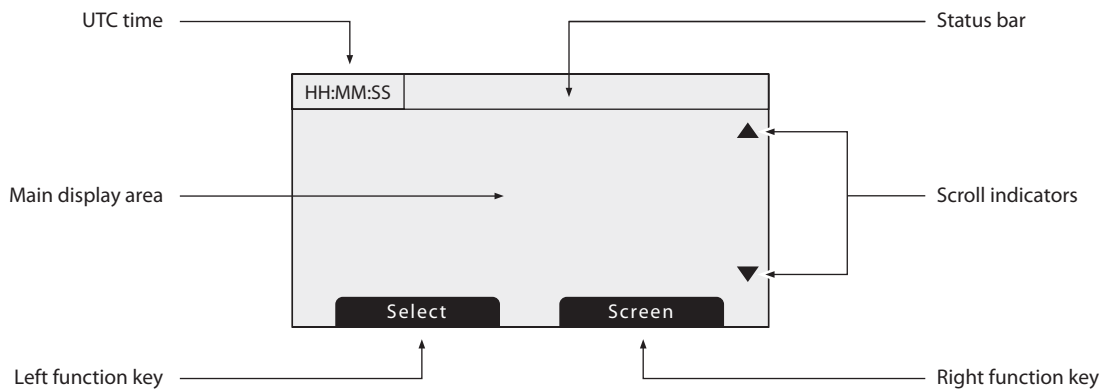 UTC time
Status bar
HH:MM:SS
Main display area
Scroll indicators
Select
Screen
Left function key
Right function key